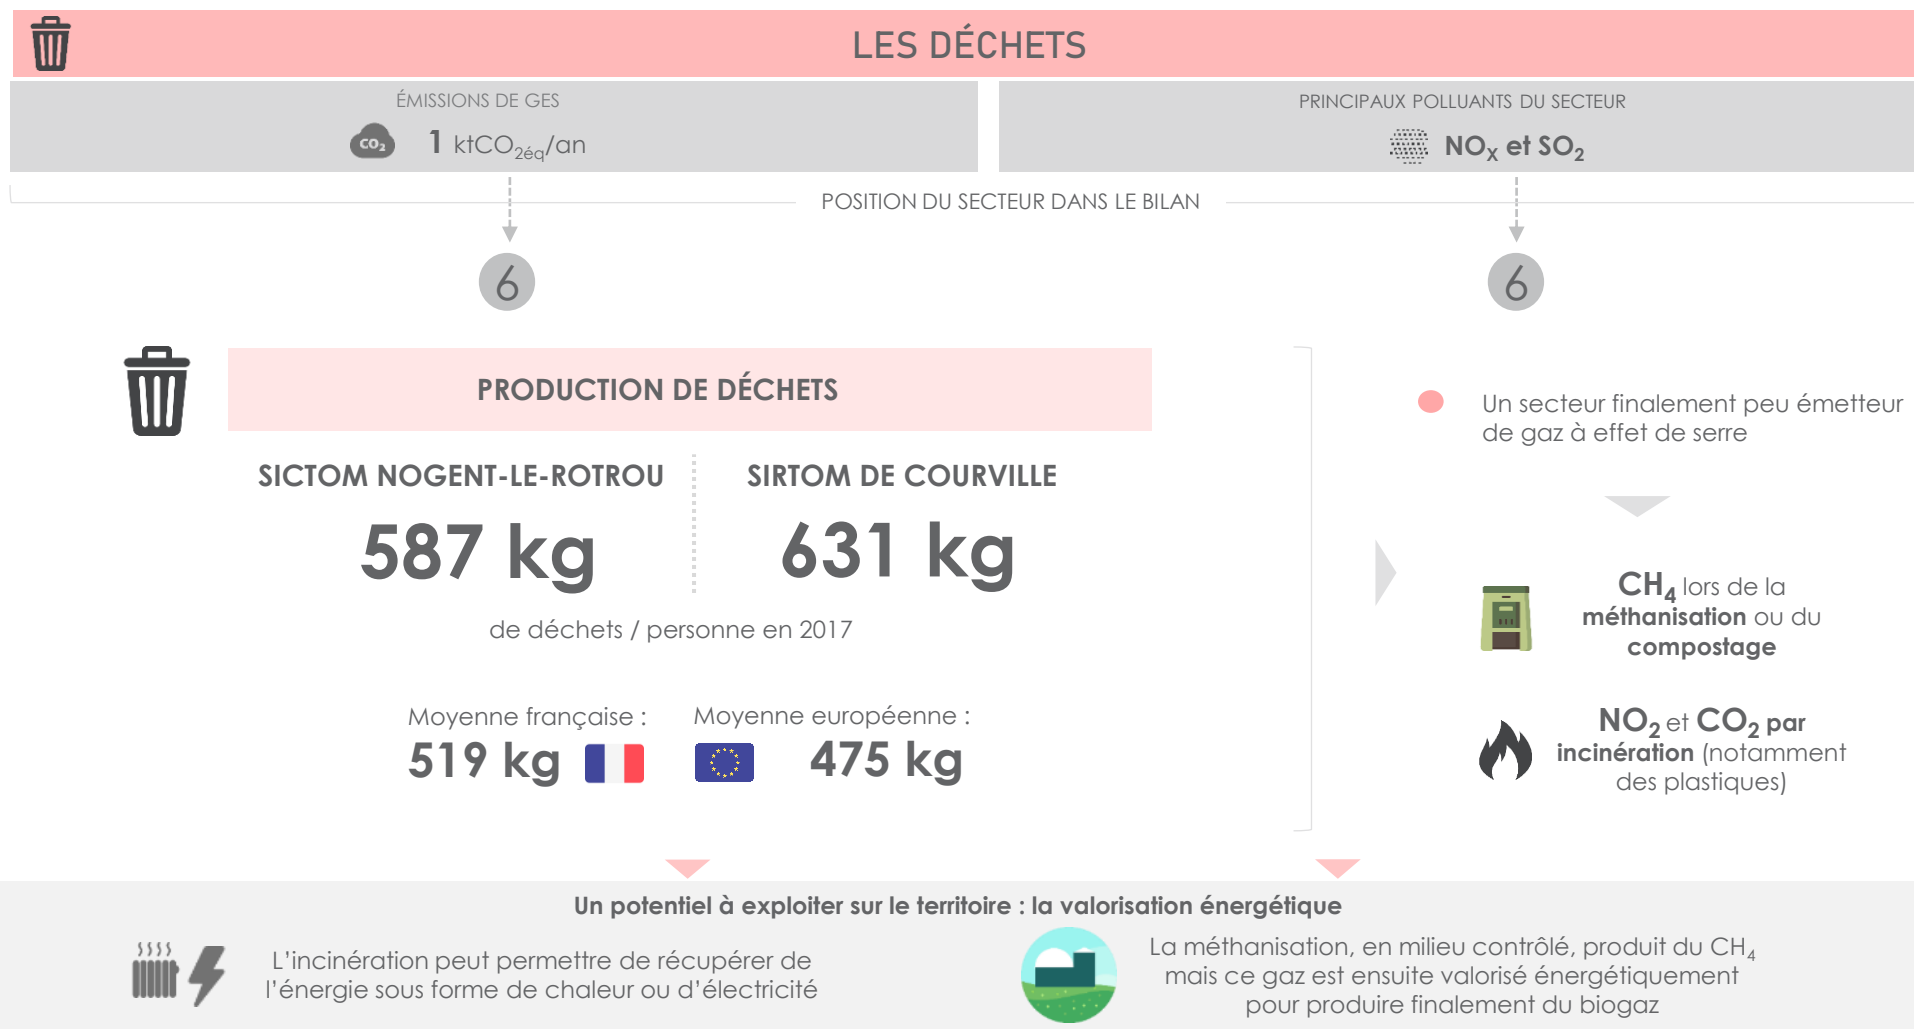 LES DÉCHETS
ÉMISSIONS DE GES
CO₂ 1 ktCO₂éq/an
PRINCIPAUX POLLUANTS DU SECTEUR
NOₓ et SO₂
POSITION DU SECTEUR DANS LE BILAN
6
6
PRODUCTION DE DÉCHETS
SICTOM NOGENT-LE-ROTROU
587 kg
SIRTOM DE COURVILLE
631 kg
de déchets / personne en 2017
Moyenne française :
519 kg
Moyenne européenne :
475 kg
Un secteur finalement peu émetteur
de gaz à effet de serre
CH₄ lors de la
méthanisation ou du
compostage
NO₂ et CO₂ par
incinération (notamment
des plastiques)
Un potentiel à exploiter sur le territoire : la valorisation énergétique
L’incinération peut permettre de récupérer de
l’énergie sous forme de chaleur ou d’électricité
La méthanisation, en milieu contrôlé, produit du CH₄
mais ce gaz est ensuite valorisé énergétiquement
pour produire finalement du biogaz